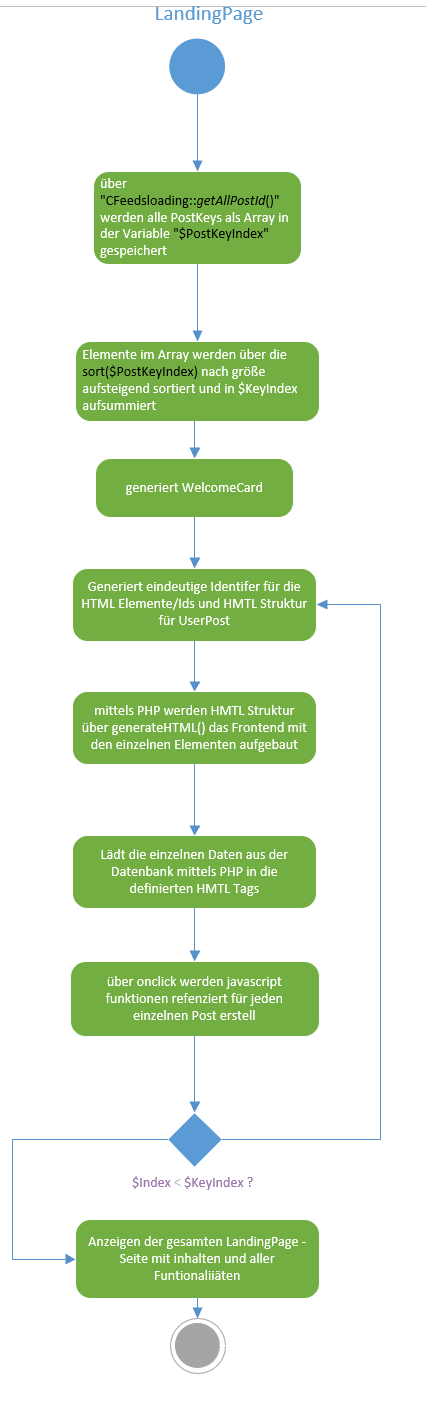 LandingPage
über
"CFeedsloading::getAllPostId()"
werden alle PostKeys als Array in
der Variable "$PostKeyIndex"
gespeichert
Elemente im Array werden über die
sort($PostKeyIndex) nach größe
aufsteigend sortiert und in $KeyIndex
aufsummiert
generiert WelcomeCard
Generiert eindeutige Identifer für die
HTML Elemente/Ids und HMTL Struktur
für UserPost
mittels PHP werden HMTL Struktur
über generateHTML() das Frontend mit
den einzelnen Elementen aufgebaut
Lädt die einzelnen Daten aus der
Datenbank mittels PHP in die
definierten HMTL Tags
über onclick werden javascript
funktionen refenziert für jeden
einzelnen Post erstell
$Index < $KeyIndex ?
Anzeigen der gesamten LandingPage -
Seite mit inhalten und aller
Funtionaliiäten